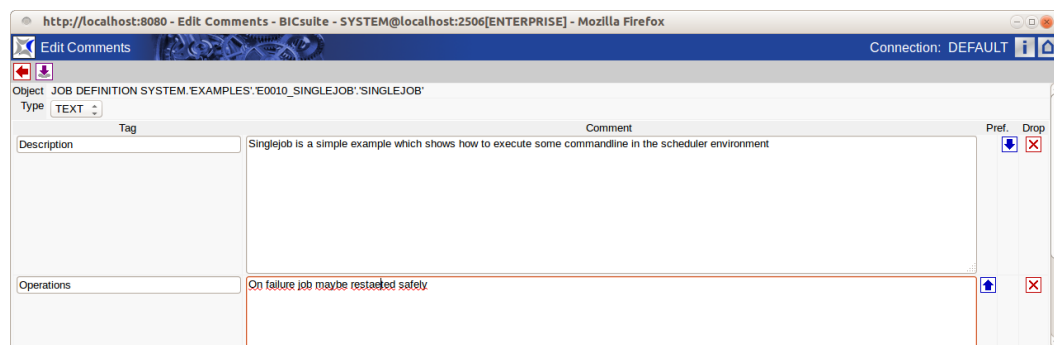 http://localhost:8080 - Edit Comments - BICsuite - SYSTEM@localhost:2506[ENTERPRISE] - Mozilla Firefox
Edit Comments Connection: DEFAULT i
Object JOB DEFINITION SYSTEM.'EXAMPLES'.'E0010_SINGLEJOB'.'SINGLEJOB'
Type TEXT
Tag Comment Pref. Drop
Description Singlejob is a simple example which shows how to execute some commandline in the scheduler environment
Operations On failure job maybe restaeted safely